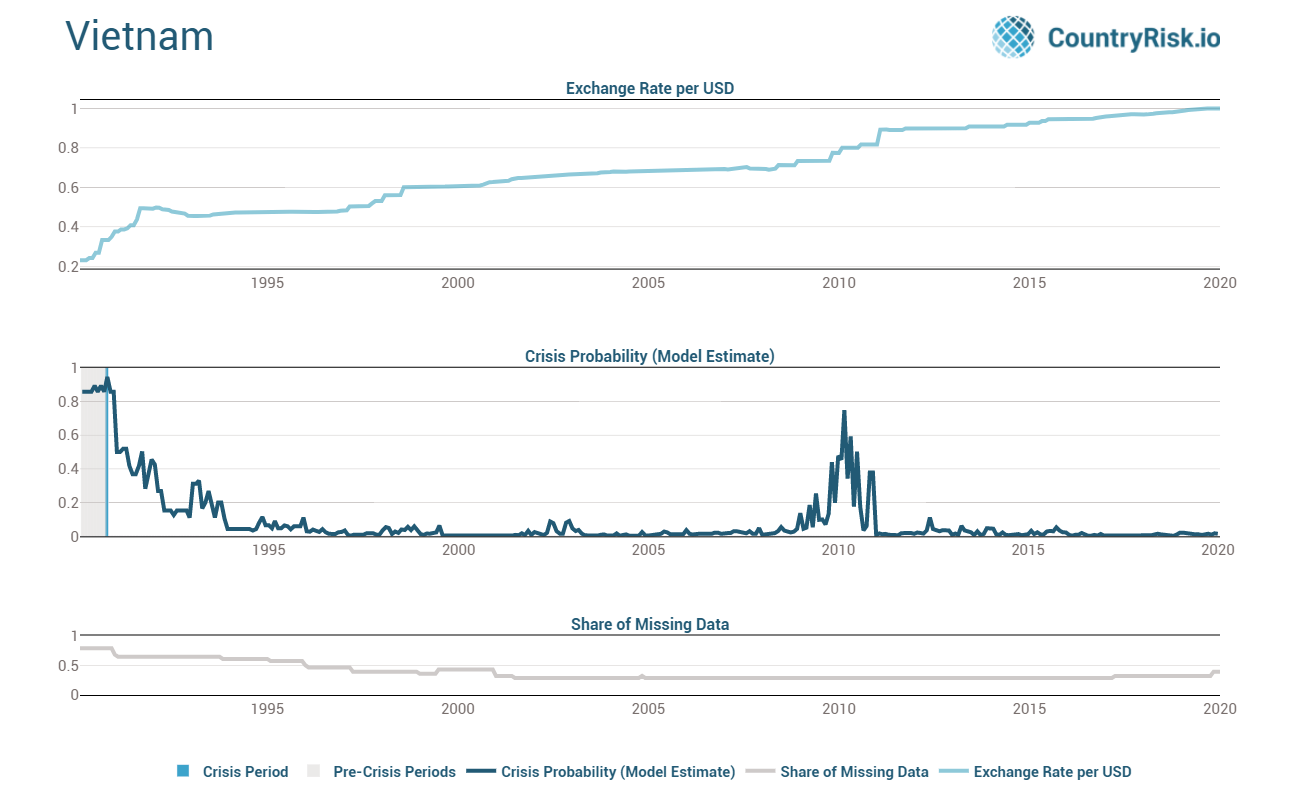 Vietnam
CountryRisk.io
Exchange Rate per USD
1
0.8
0.6
0.4
0.2
1995 2000 2005 2010 2015 2020
Crisis Probability (Model Estimate)
1
0.8
0.6
0.4
0.2
0
1995 2000 2005 2010 2015 2020
Share of Missing Data
1
0.5
0
1995 2000 2005 2010 2015 2020
Crisis Period Pre-Crisis Periods Crisis Probability (Model Estimate) Share of Missing Data Exchange Rate per USD